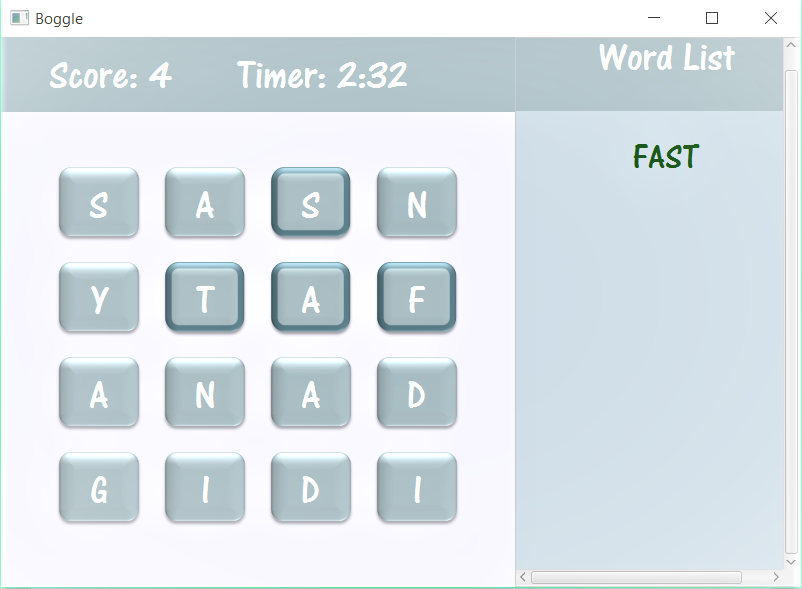 Boggle
Score: 4 Timer: 2:32
Word List
FAST
S A S N
Y T A F
A N A D
G I D I